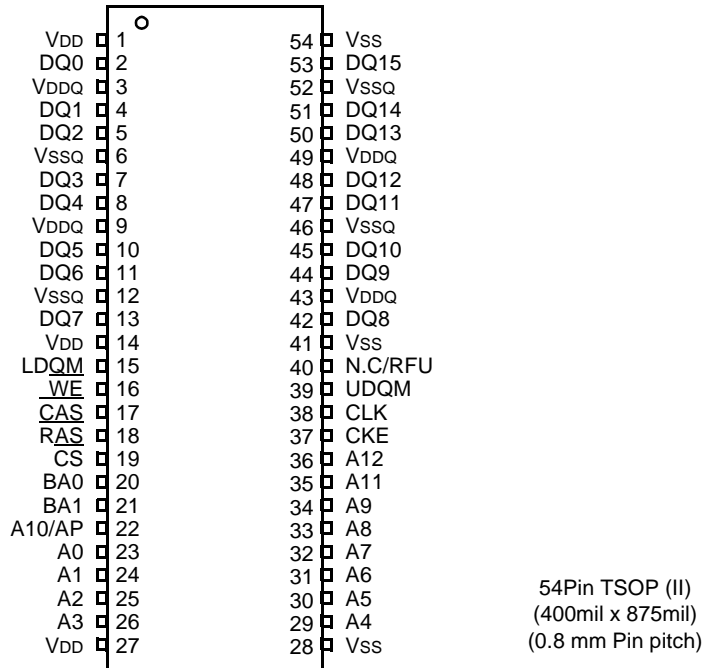 VDD 1 54 VSS
DQ0 2 53 DQ15
VDDQ 3 52 VSSQ
DQ1 4 51 DQ14
DQ2 5 50 DQ13
VSSQ 6 49 VDDQ
DQ3 7 48 DQ12
DQ4 8 47 DQ11
VDDQ 9 46 VSSQ
DQ5 10 45 DQ10
DQ6 11 44 DQ9
VSSQ 12 43 VDDQ
DQ7 13 42 DQ8
VDD 14 41 VSS
LDQM 15 40 N.C/RFU
WE 16 39 UDQM
CAS 17 38 CLK
RAS 18 37 CKE
CS 19 36 A12
BA0 20 35 A11
BA1 21 34 A9
A10/AP 22 33 A8
A0 23 32 A7
A1 24 31 A6
A2 25 30 A5
A3 26 29 A4
VDD 27 28 VSS
54Pin TSOP (II)
(400mil x 875mil)
(0.8 mm Pin pitch)